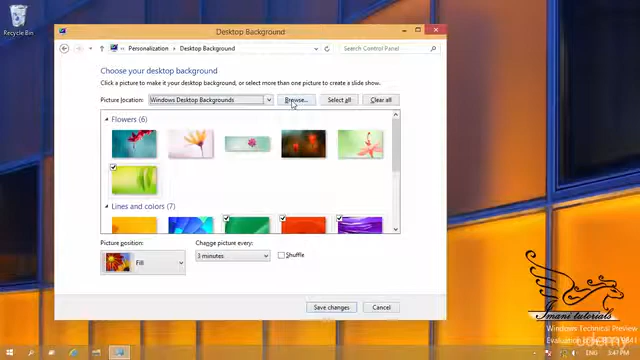 Recycle Bin
Desktop Background
Personalization
Desktop Background
Search Control Panel
Choose your desktop background
Click a picture to make it your desktop background, or select more than one picture to create a slide show.
Picture location:
Windows Desktop Backgrounds
Browse...
Select all
Clear all
Flowers (6)
Lines and colors (7)
Picture position:
Fill
Change picture every:
3 minutes
Shuffle
Save changes
Cancel
Imani tutorials
Windows Technical Preview
Evaluation copy.
udemy
ENG
3:47 PM